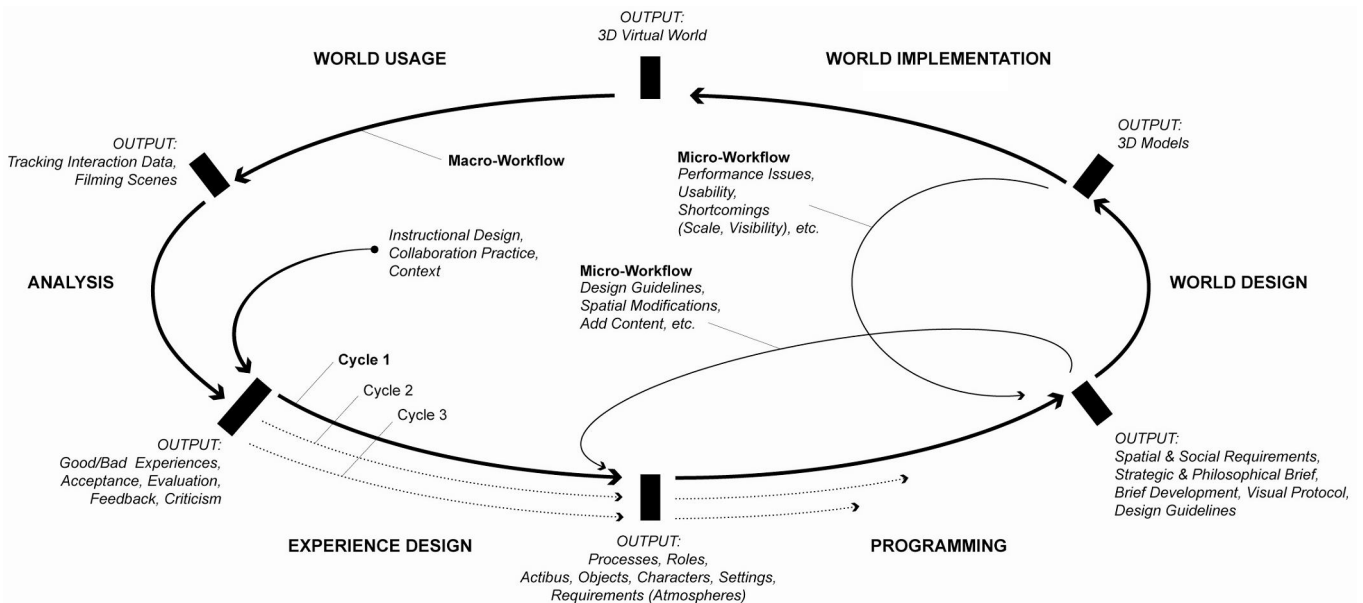 OUTPUT:
3D Virtual World
WORLD USAGE
WORLD IMPLEMENTATION
OUTPUT:
Tracking Interaction Data,
Filming Scenes
Macro-Workflow
Micro-Workflow
Performance Issues,
Usability,
Shortcomings
(Scale, Visibility), etc.
OUTPUT:
3D Models
Instructional Design,
Collaboration Practice,
Context
ANALYSIS
Micro-Workflow
Design Guidelines,
Spatial Modifications,
Add Content, etc.
WORLD DESIGN
Cycle 1
Cycle 2
Cycle 3
OUTPUT:
Good/Bad Experiences,
Acceptance, Evaluation,
Feedback, Criticism
OUTPUT:
Spatial & Social Requirements,
Strategic & Philosophical Brief,
Brief Development, Visual Protocol,
Design Guidelines
EXPERIENCE DESIGN
OUTPUT:
Processes, Roles,
Actibus, Objects, Characters, Settings,
Requirements (Atmospheres)
PROGRAMMING